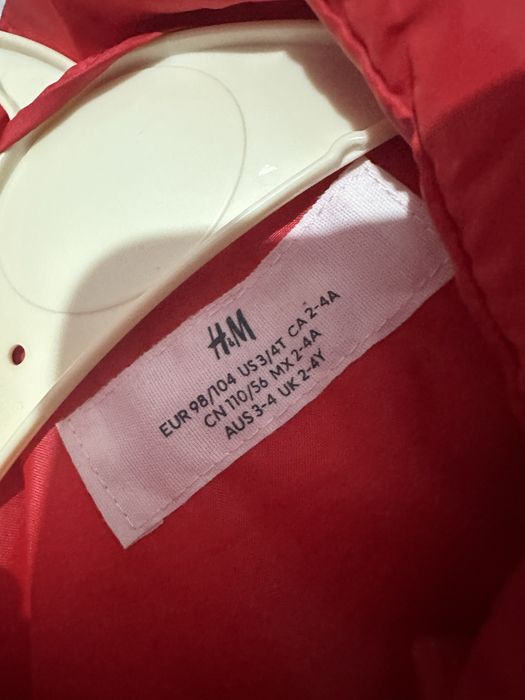 H&M
EUR 98/104 US 3/4T CA 2-4A
CN 110/56 MX 2-4A
AUS 3-4 UK 2-4Y